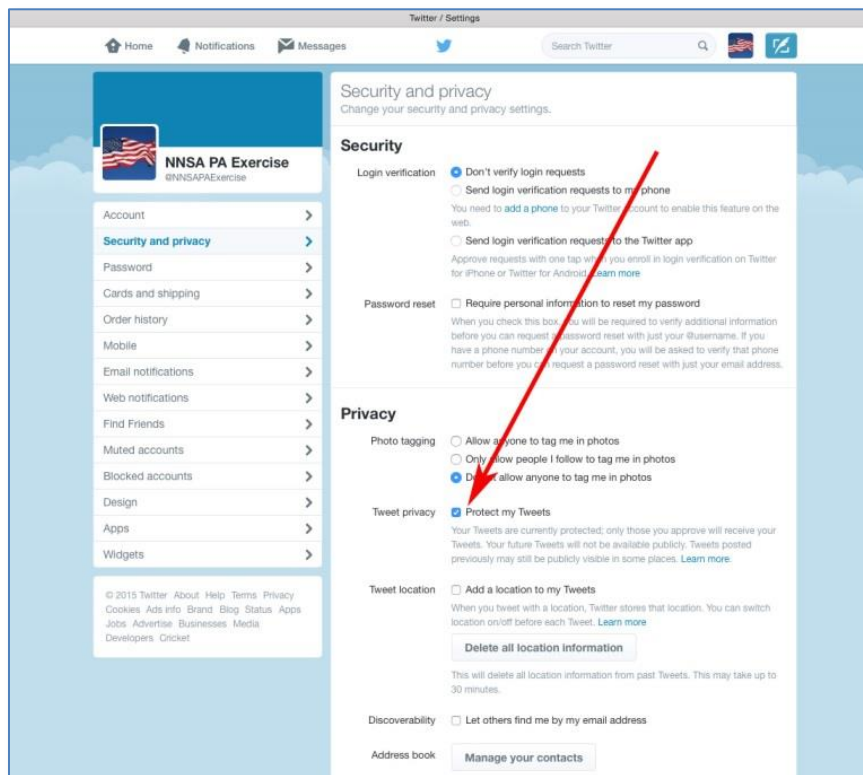 Twitter / Settings
Home Notifications Messages Search Twitter
NNSA PA Exercise
@NNSAPAExercise
Account
Security and privacy
Password
Cards and shipping
Order history
Mobile
Email notifications
Web notifications
Find Friends
Muted accounts
Blocked accounts
Design
Apps
Widgets
© 2015 Twitter About Help Terms Privacy
Cookies Ads info Brand Blog Status Apps
Jobs Advertise Businesses Media
Developers Cricket
Security and privacy
Change your security and privacy settings.
Security
Login verification Don't verify login requests
Send login verification requests to my phone
You need to add a phone to your Twitter account to enable this feature on the
web.
Send login verification requests to the Twitter app
Approve requests with one tap when you enroll in login verification on Twitter
for iPhone or Twitter for Android. Learn more
Password reset Require personal information to reset my password
When you check this box, you will be required to verify additional information
before you can request a password reset with just your @username. If you
have a phone number on your account, you will be asked to verify that phone
number before you can request a password reset with just your email address.
Privacy
Photo tagging Allow anyone to tag me in photos
Only allow people I follow to tag me in photos
Do not allow anyone to tag me in photos
Tweet privacy Protect my Tweets
Your Tweets are currently protected; only those you approve will receive your
Tweets. Your future Tweets will not be available publicly. Tweets posted
previously may still be publicly visible in some places. Learn more.
Tweet location Add a location to my Tweets
When you tweet with a location, Twitter stores that location. You can switch
location on/off before each Tweet. Learn more
Delete all location information
This will delete all location information from past Tweets. This may take up to
30 minutes.
Discoverability Let others find me by my email address
Address book Manage your contacts